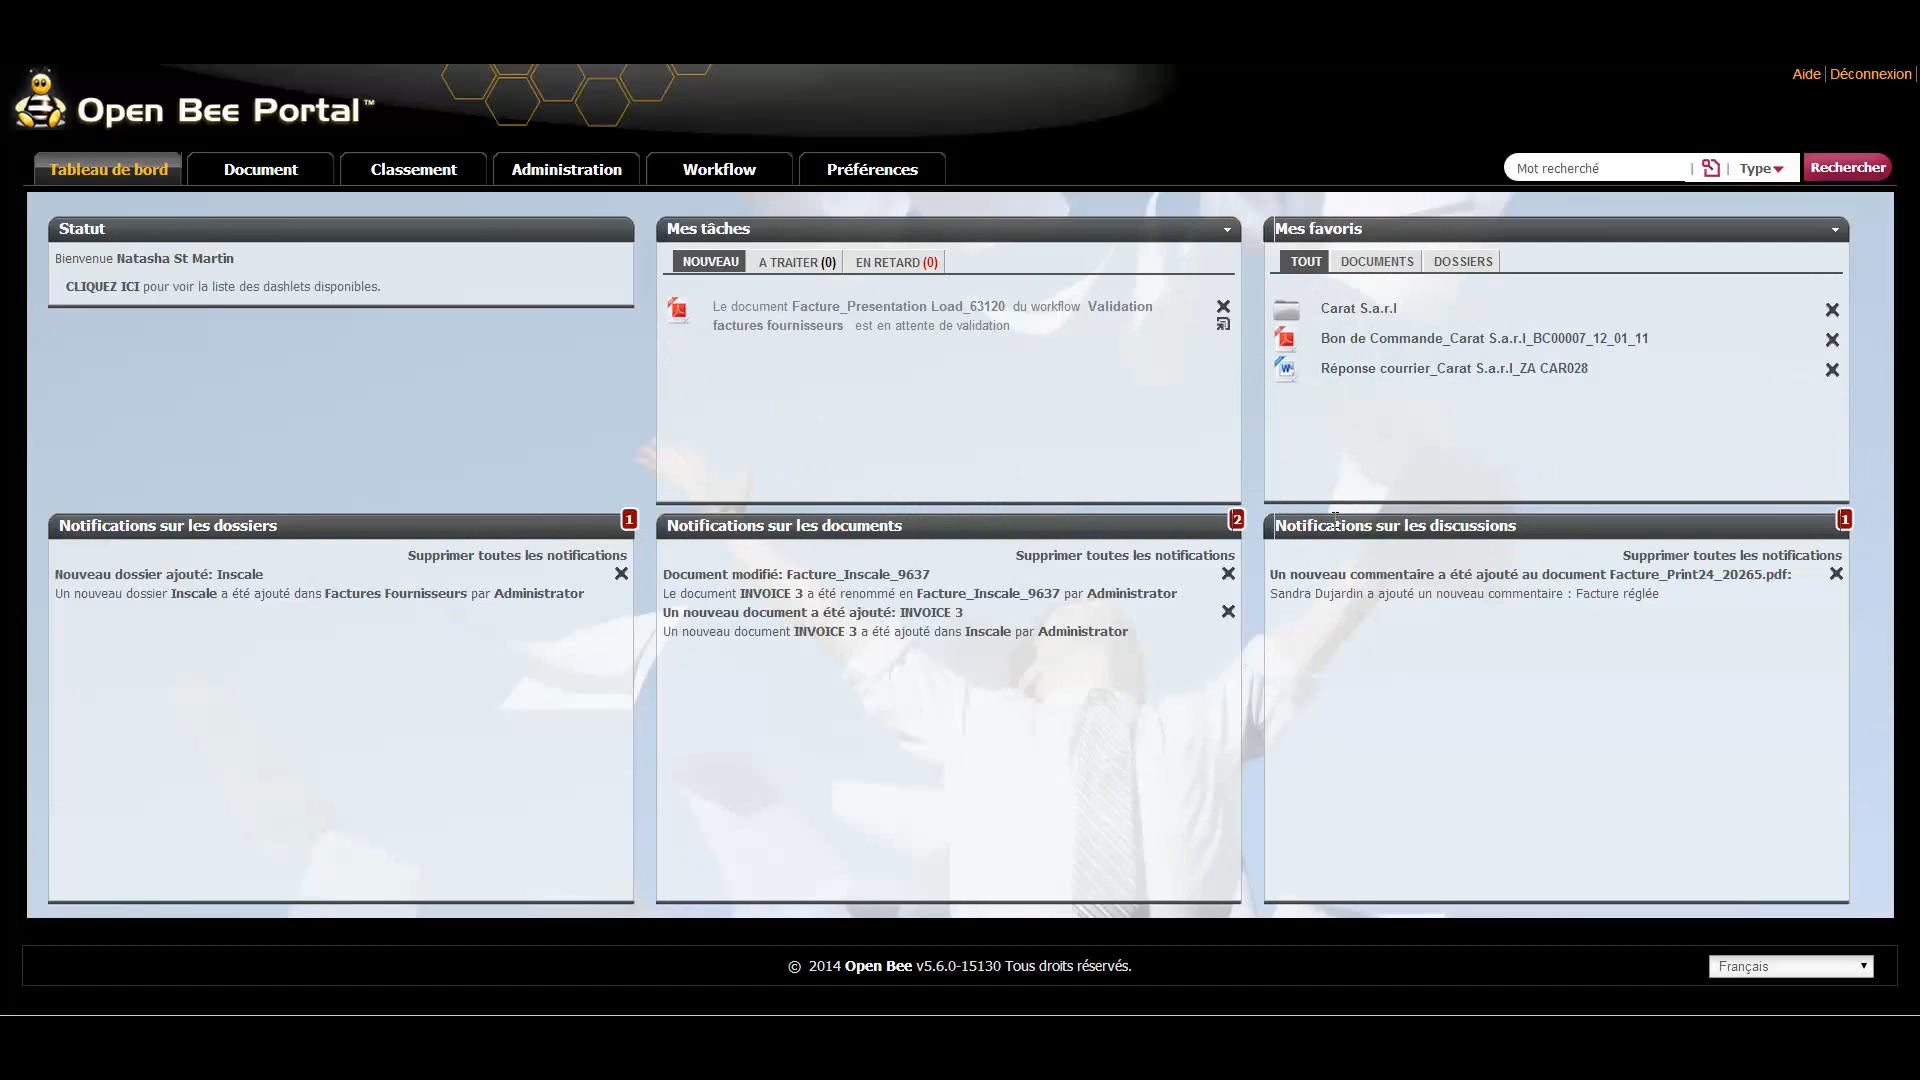 Aide | Déconnexion
Open Bee Portal™
Tableau de bord
Document
Classement
Administration
Workflow
Préférences
Mot recherché
Type
Rechercher
Statut
Bienvenue Natasha St Martin
CLIQUEZ ICI pour voir la liste des dashlets disponibles.
Mes tâches
NOUVEAU
A TRAITER (0)
EN RETARD (0)
Le document Facture_Presentation Load_63120 du workflow Validation
factures fournisseurs est en attente de validation
Mes favoris
TOUT
DOCUMENTS
DOSSIERS
Carat S.a.r.l
Bon de Commande_Carat S.a.r.l_BC00007_12_01_11
Réponse courrier_Carat S.a.r.l_ZA CAR028
Notifications sur les dossiers
1
Supprimer toutes les notifications
Nouveau dossier ajouté: Inscale
Un nouveau dossier Inscale a été ajouté dans Factures Fournisseurs par Administrator
Notifications sur les documents
2
Supprimer toutes les notifications
Document modifié: Facture_Inscale_9637
Le document INVOICE 3 a été renommé en Facture_Inscale_9637 par Administrator
Un nouveau document a été ajouté: INVOICE 3
Un nouveau document INVOICE 3 a été ajouté dans Inscale par Administrator
Notifications sur les discussions
1
Supprimer toutes les notifications
Un nouveau commentaire a été ajouté au document Facture_Print24_20265.pdf:
Sandra Dujardin a ajouté un nouveau commentaire : Facture réglée
© 2014 Open Bee v5.6.0-15130 Tous droits réservés.
Français